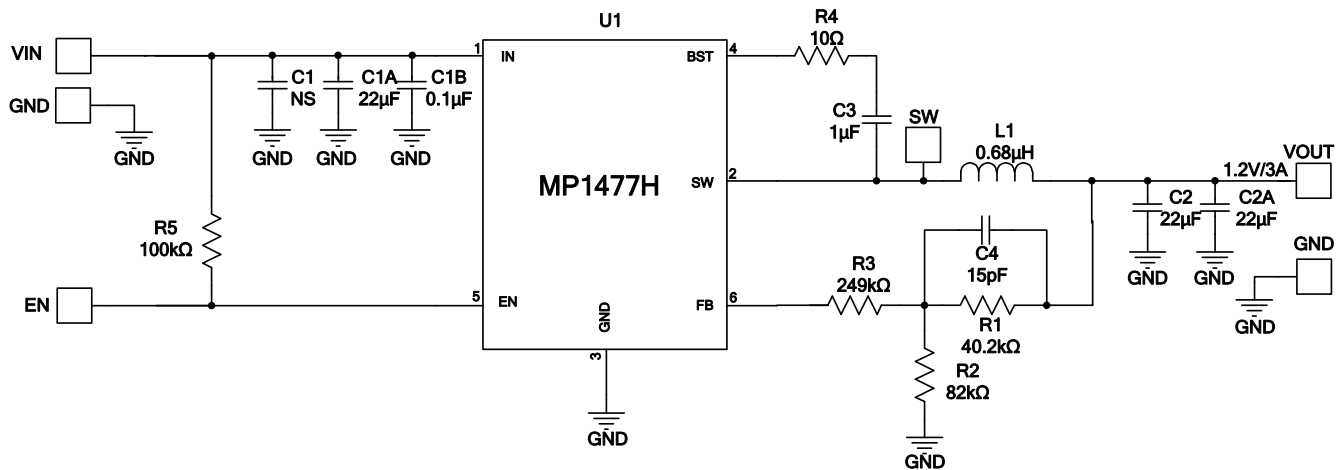 U1
VIN
GND
GND
1
IN
C1
NS
GND
C1A
22µF
GND
C1B
0.1µF
GND
R5
100kΩ
EN
5
EN
MP1477H
GND
3
GND
BST
4
R4
10Ω
C3
1µF
SW
SW
2
L1
0.68µH
1.2V/3A
VOUT
C2
22µF
GND
C2A
22µF
GND
GND
GND
FB
6
R3
249kΩ
C4
15pF
R1
40.2kΩ
R2
82kΩ
GND